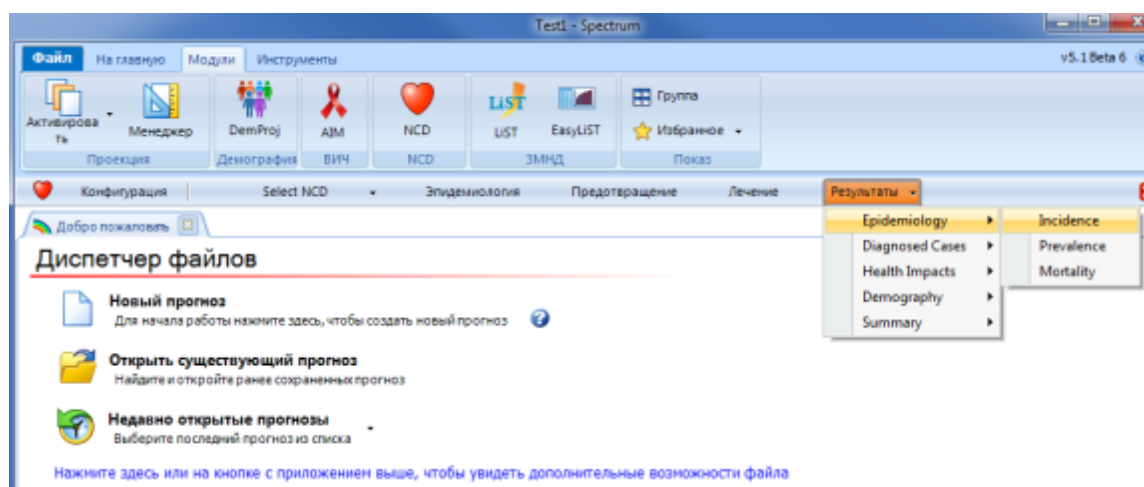 Test1 - Spectrum
Файл На главную Модули Инструменты v5.1Beta 6
Активировать Менеджер DemProj AIM NCD LiST EasyLiST Группа
Избранное
Проекция Демография ВИЧ NCD ЗМНД Показ
Конфигурация Select NCD Эпидемиология Предотвращение Лечение Результаты
Добро пожаловать
Epidemiology Incidence
Diagnosed Cases Prevalence
Health Impacts Mortality
Demography
Summary
Диспетчер файлов
Новый прогноз
Для начала работы нажмите здесь, чтобы создать новый прогноз
Открыть существующий прогноз
Найдите и откройте ранее сохраненных прогноз
Недавно открытые прогнозы
Выберите последний прогноз из списка
Нажмите здесь или на кнопке с приложением выше, чтобы увидеть дополнительные возможности файла